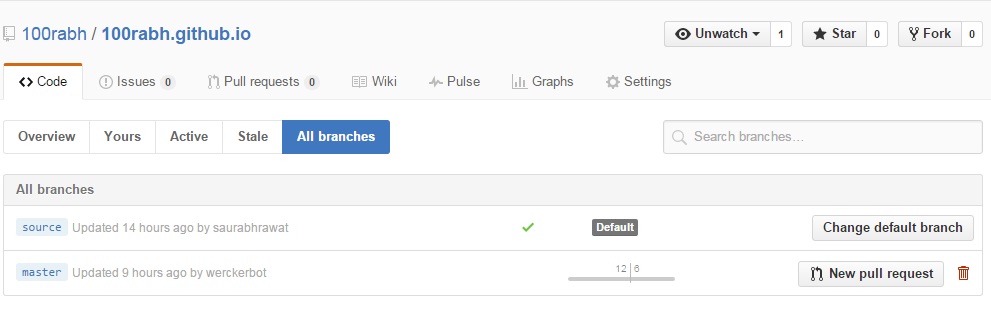 100rabh / 100rabh.github.io Unwatch 1 Star 0 Fork 0
Code Issues 0 Pull requests 0 Wiki Pulse Graphs Settings
Overview Yours Active Stale All branches Search branches...
All branches
source Updated 14 hours ago by saurabhrawat Default Change default branch
master Updated 9 hours ago by werckerbot 12 6 New pull request